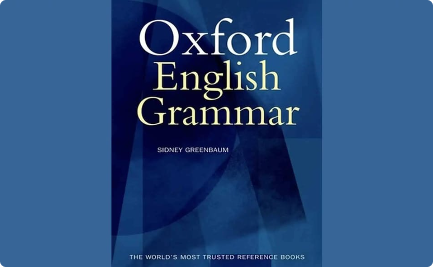 Oxford
English
Grammar
SIDNEY GREENBAUM
THE WORLD'S MOST TRUSTED REFERENCE BOOKS